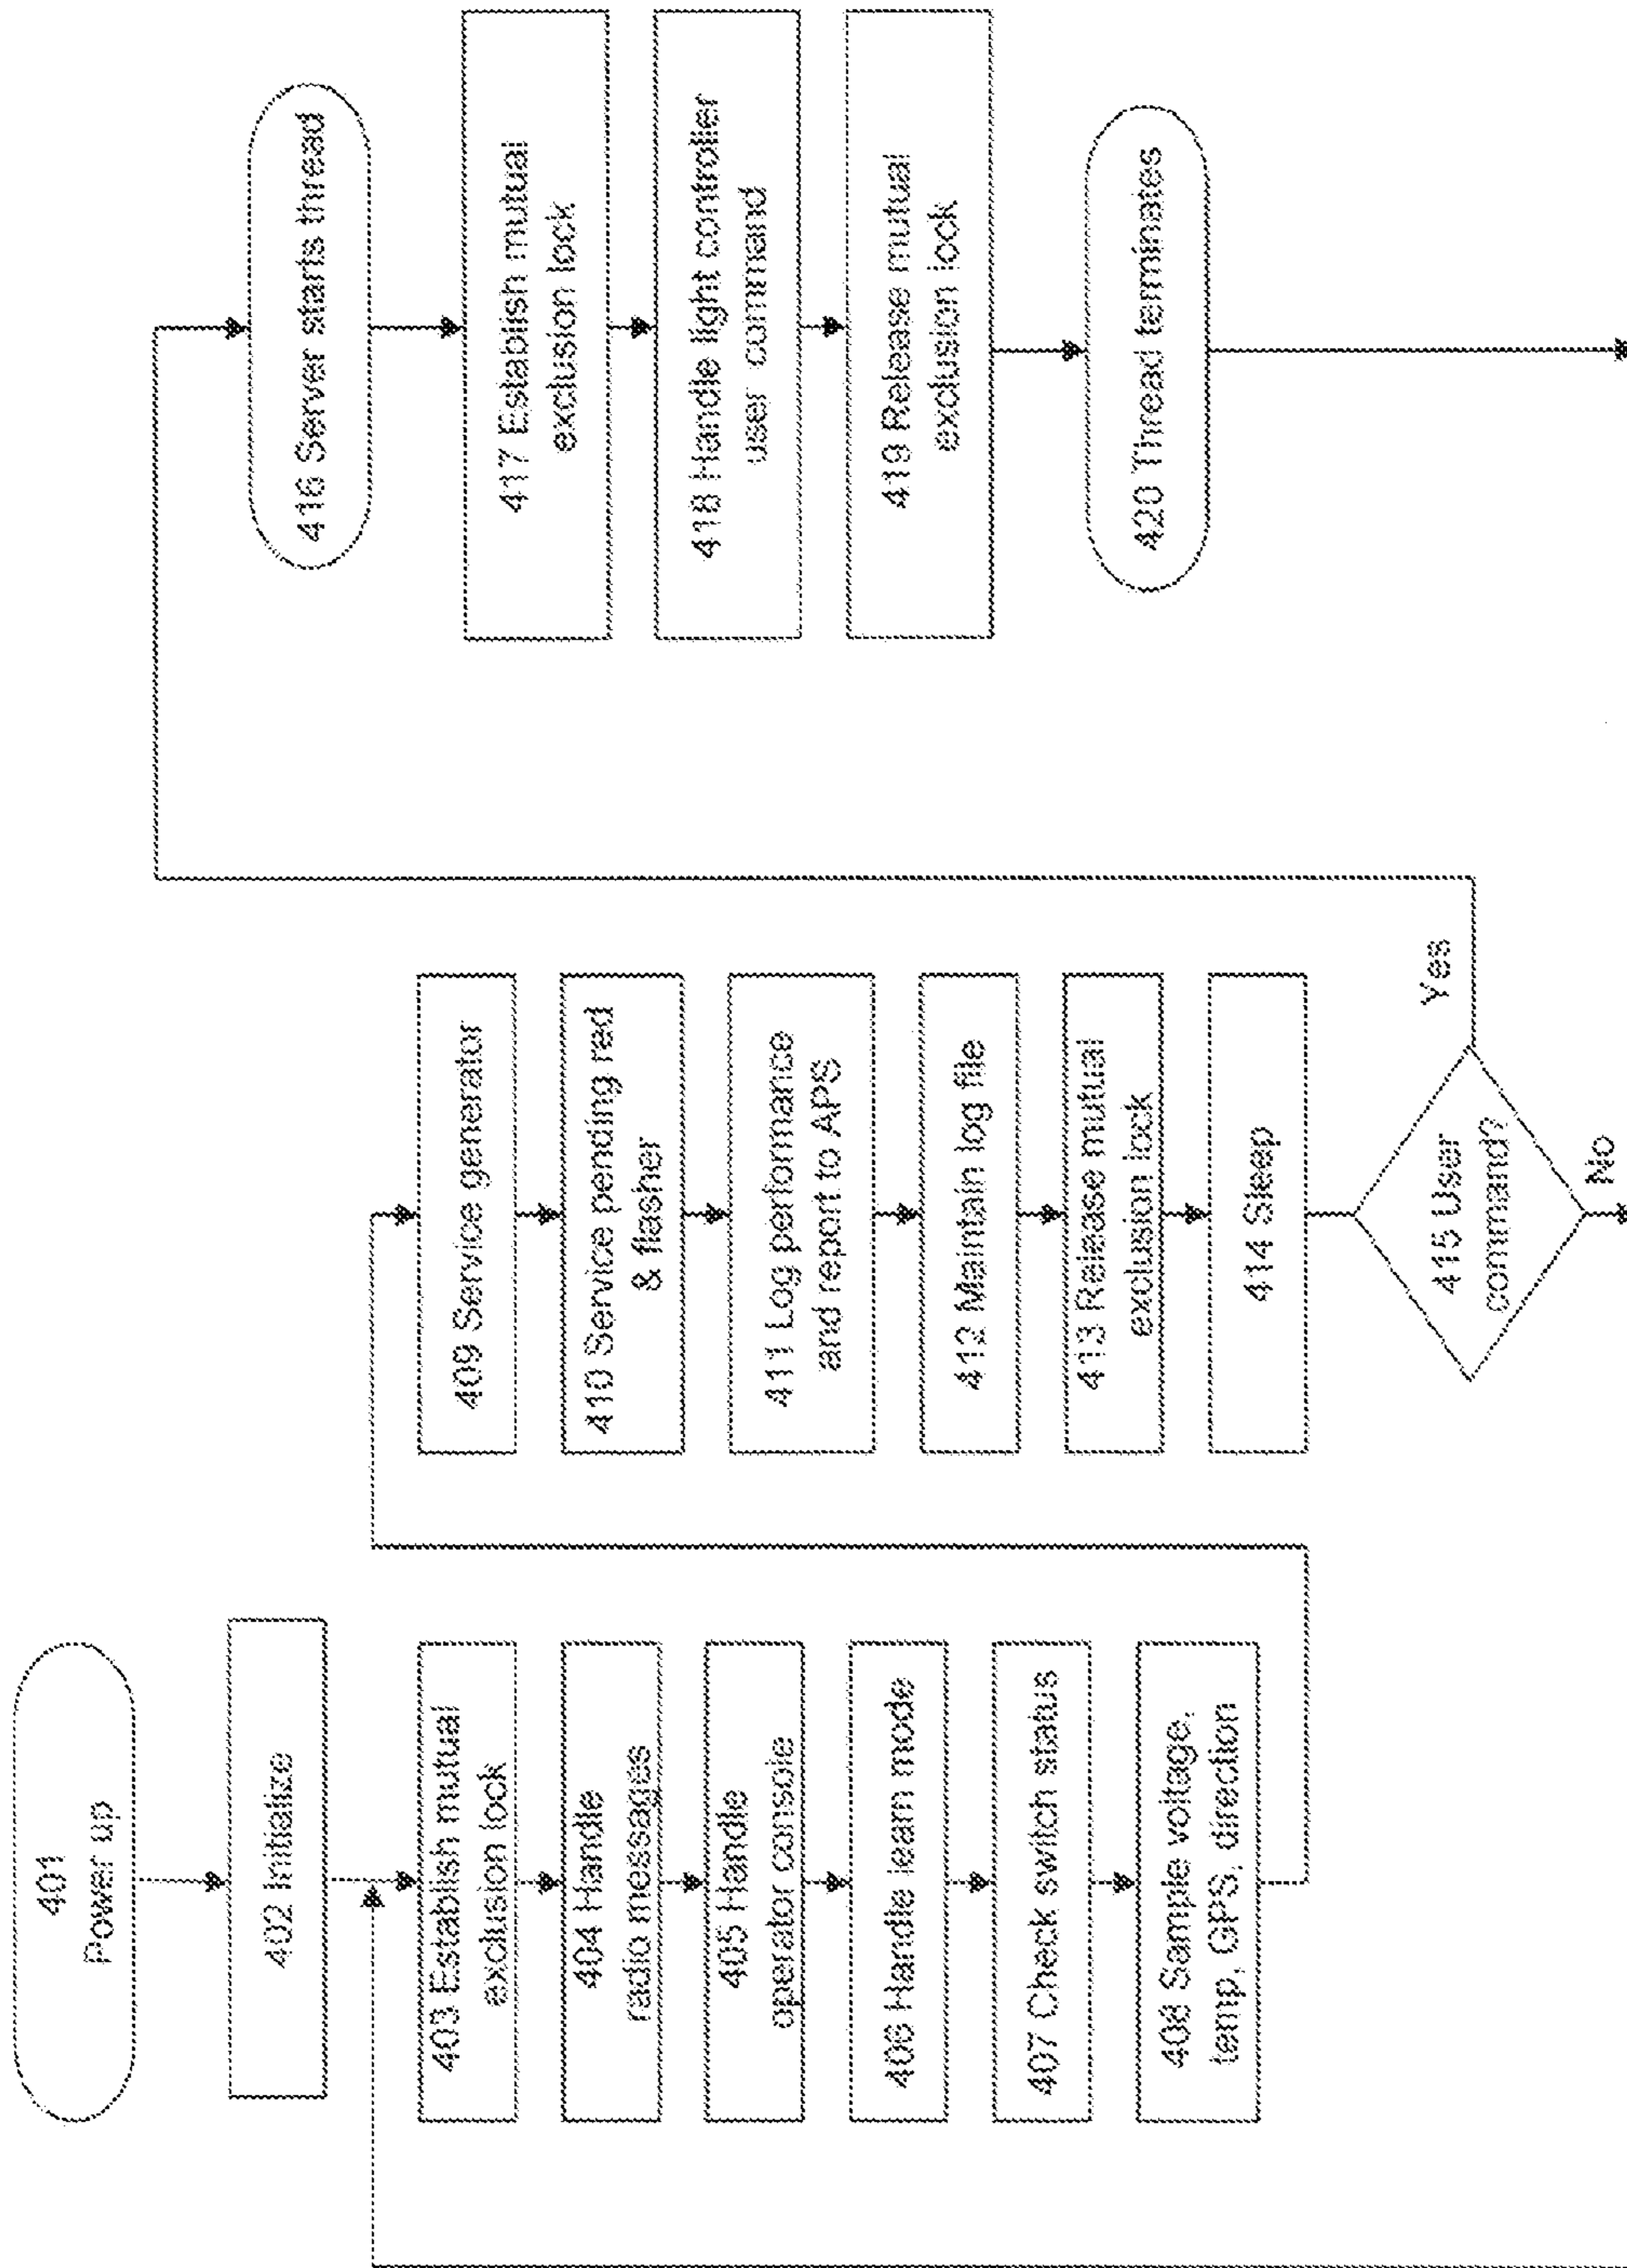 401
Power up
402 Initialize
403 Establish mutual
exclusion lock
404 Handle
radio messages
405 Handle
operator console
406 Handle learn mode
407 Check switch status
408 Sample voltage,
temp, GPS, direction
409 Service generator
410 Service pending red
& flasher
411 Log performance
and report to APS
412 Maintain log file
413 Release mutual
exclusion lock
414 Sleep
415 User
command?
Yes
No
416 Server starts thread
417 Establish mutual
exclusion lock
418 Handle light controller
user command
419 Release mutual
exclusion lock
420 Thread terminates